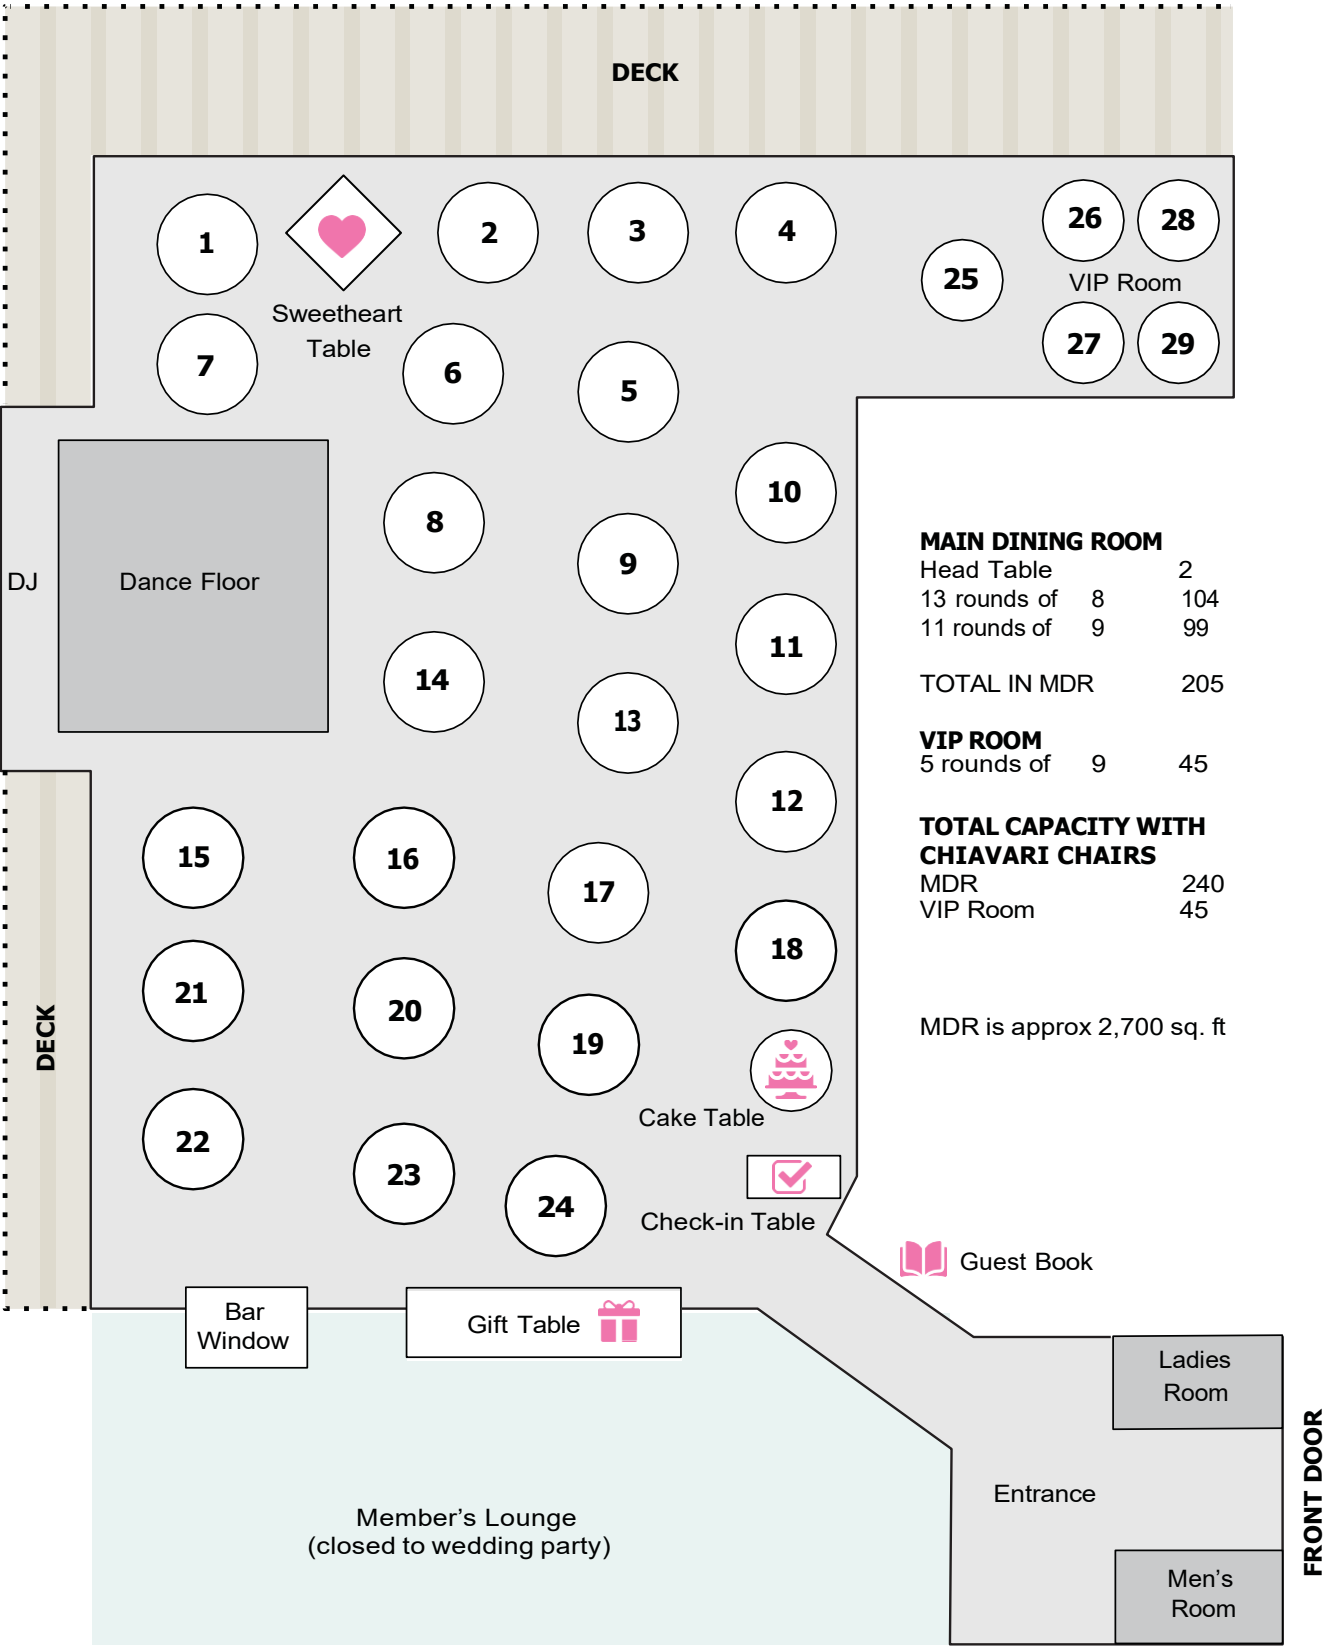 DECK
1
2
3
4
26
28
25
VIP Room
Sweetheart
Table
7
6
5
27
29
10
8
9
MAIN DINING ROOM
Head Table 2
13 rounds of 8 104
11 rounds of 9 99
DJ
Dance Floor
11
14
13
TOTAL IN MDR 205
VIP ROOM
5 rounds of 9 45
12
15
16
17
TOTAL CAPACITY WITH
CHIAVARI CHAIRS
MDR 240
VIP Room 45
18
21
20
19
DECK
MDR is approx 2,700 sq. ft
Cake Table
22
23
24
Check-in Table
Guest Book
Bar
Window
Gift Table
Ladies
Room
FRONT DOOR
Entrance
Member’s Lounge
(closed to wedding party)
Men’s
Room